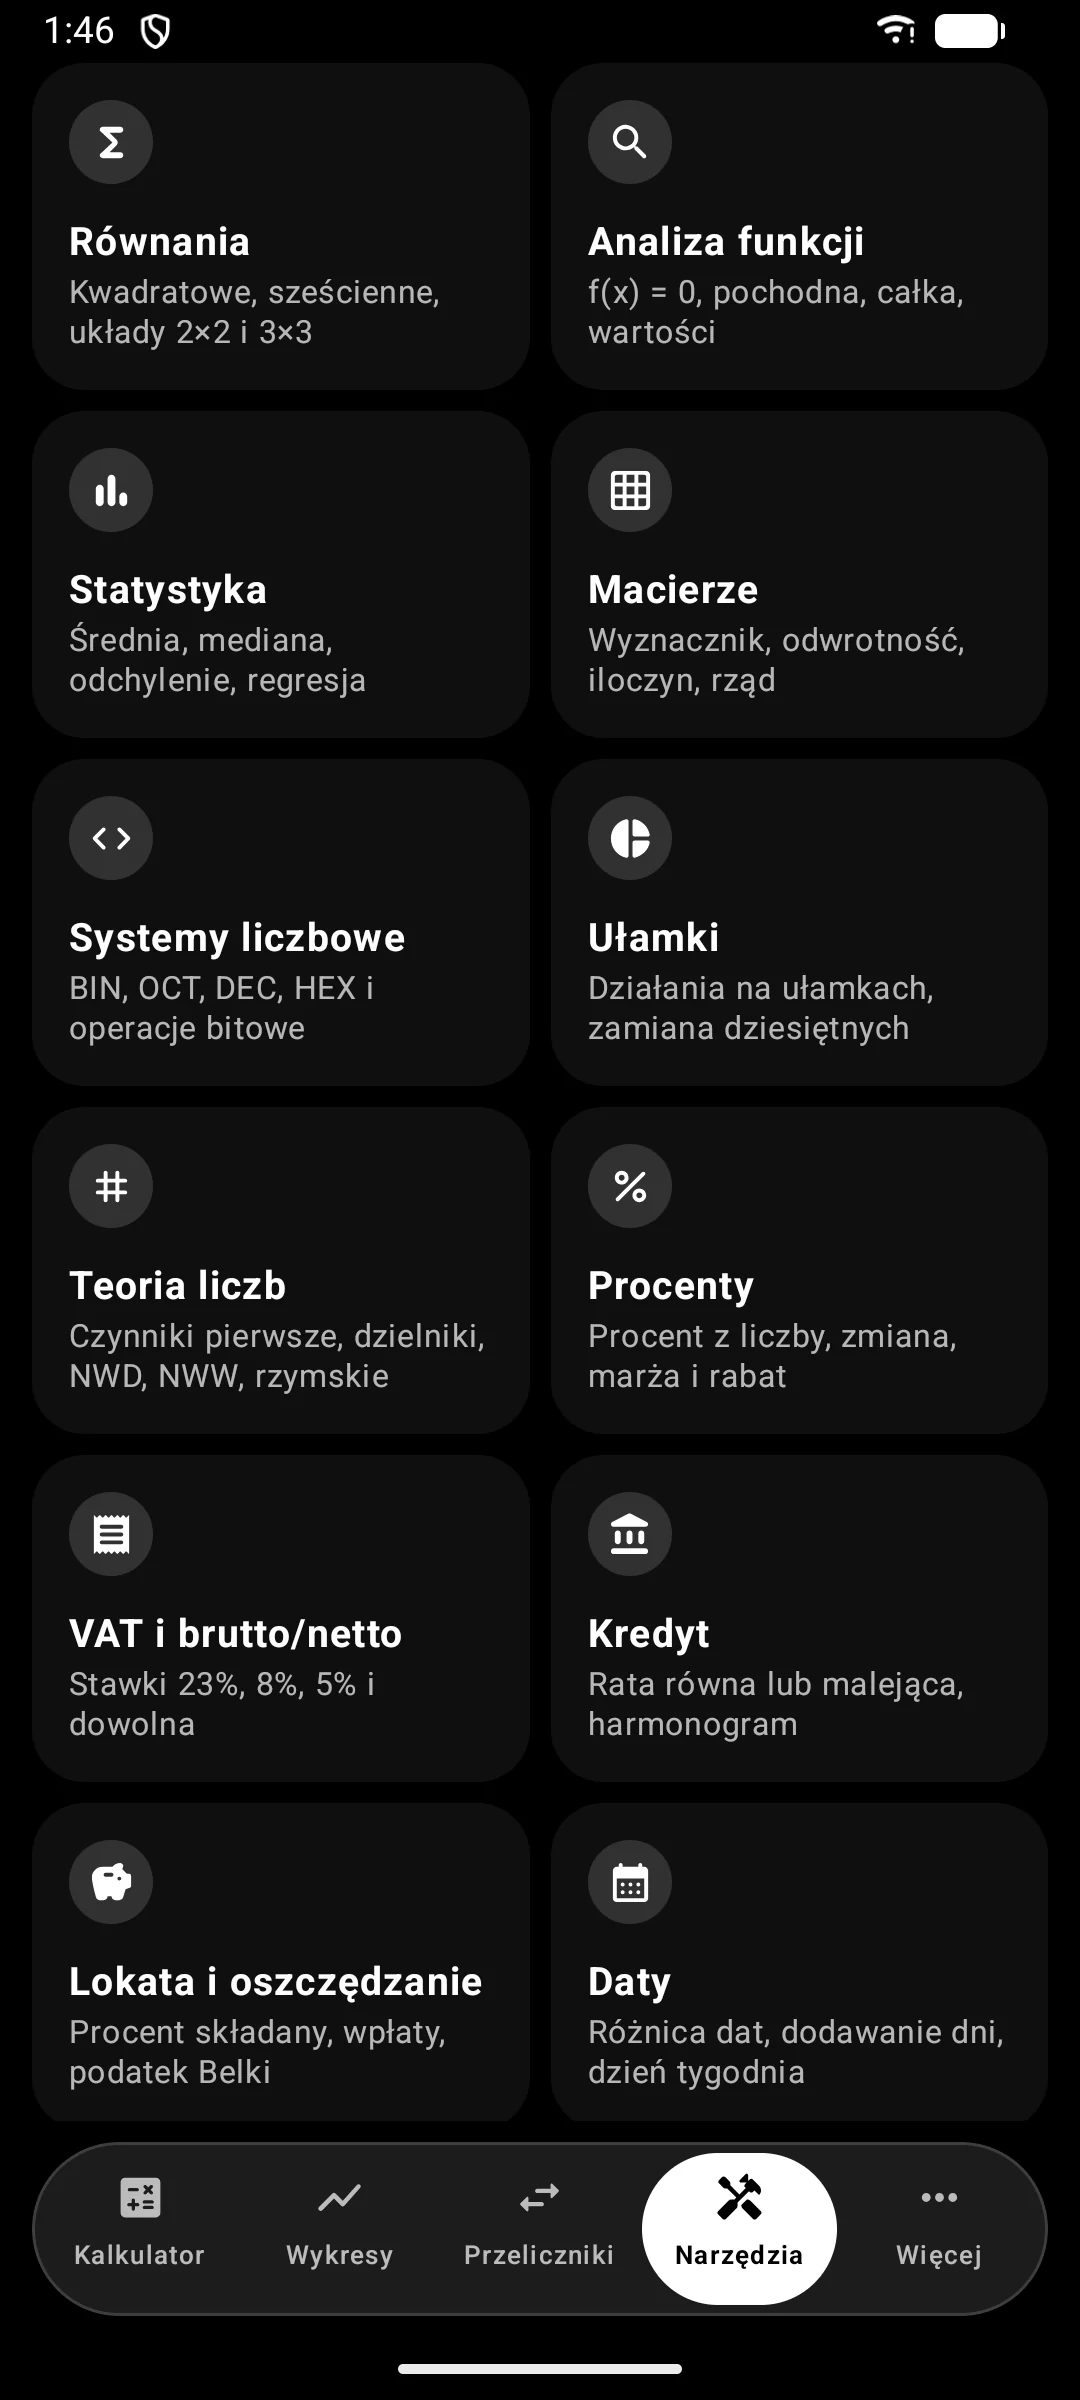 1:46
Równania
Kwadratowe, sześcienne,
układy 2×2 i 3×3
Analiza funkcji
f(x) = 0, pochodna, całka,
wartości
Statystyka
Średnia, mediana,
odchylenie, regresja
Macierze
Wyznacznik, odwrotność,
iloczyn, rząd
Systemy liczbowe
BIN, OCT, DEC, HEX i
operacje bitowe
Ułamki
Działania na ułamkach,
zamiana dziesiętnych
Teoria liczb
Czynniki pierwsze, dzielniki,
NWD, NWW, rzymskie
Procenty
Procent z liczby, zmiana,
marża i rabat
VAT i brutto/netto
Stawki 23%, 8%, 5% i
dowolna
Kredyt
Rata równa lub malejąca,
harmonogram
Lokata i oszczędzanie
Procent składany, wpłaty,
podatek Belki
Daty
Różnica dat, dodawanie dni,
dzień tygodnia
Kalkulator
Wykresy
Przeliczniki
Narzędzia
Więcej